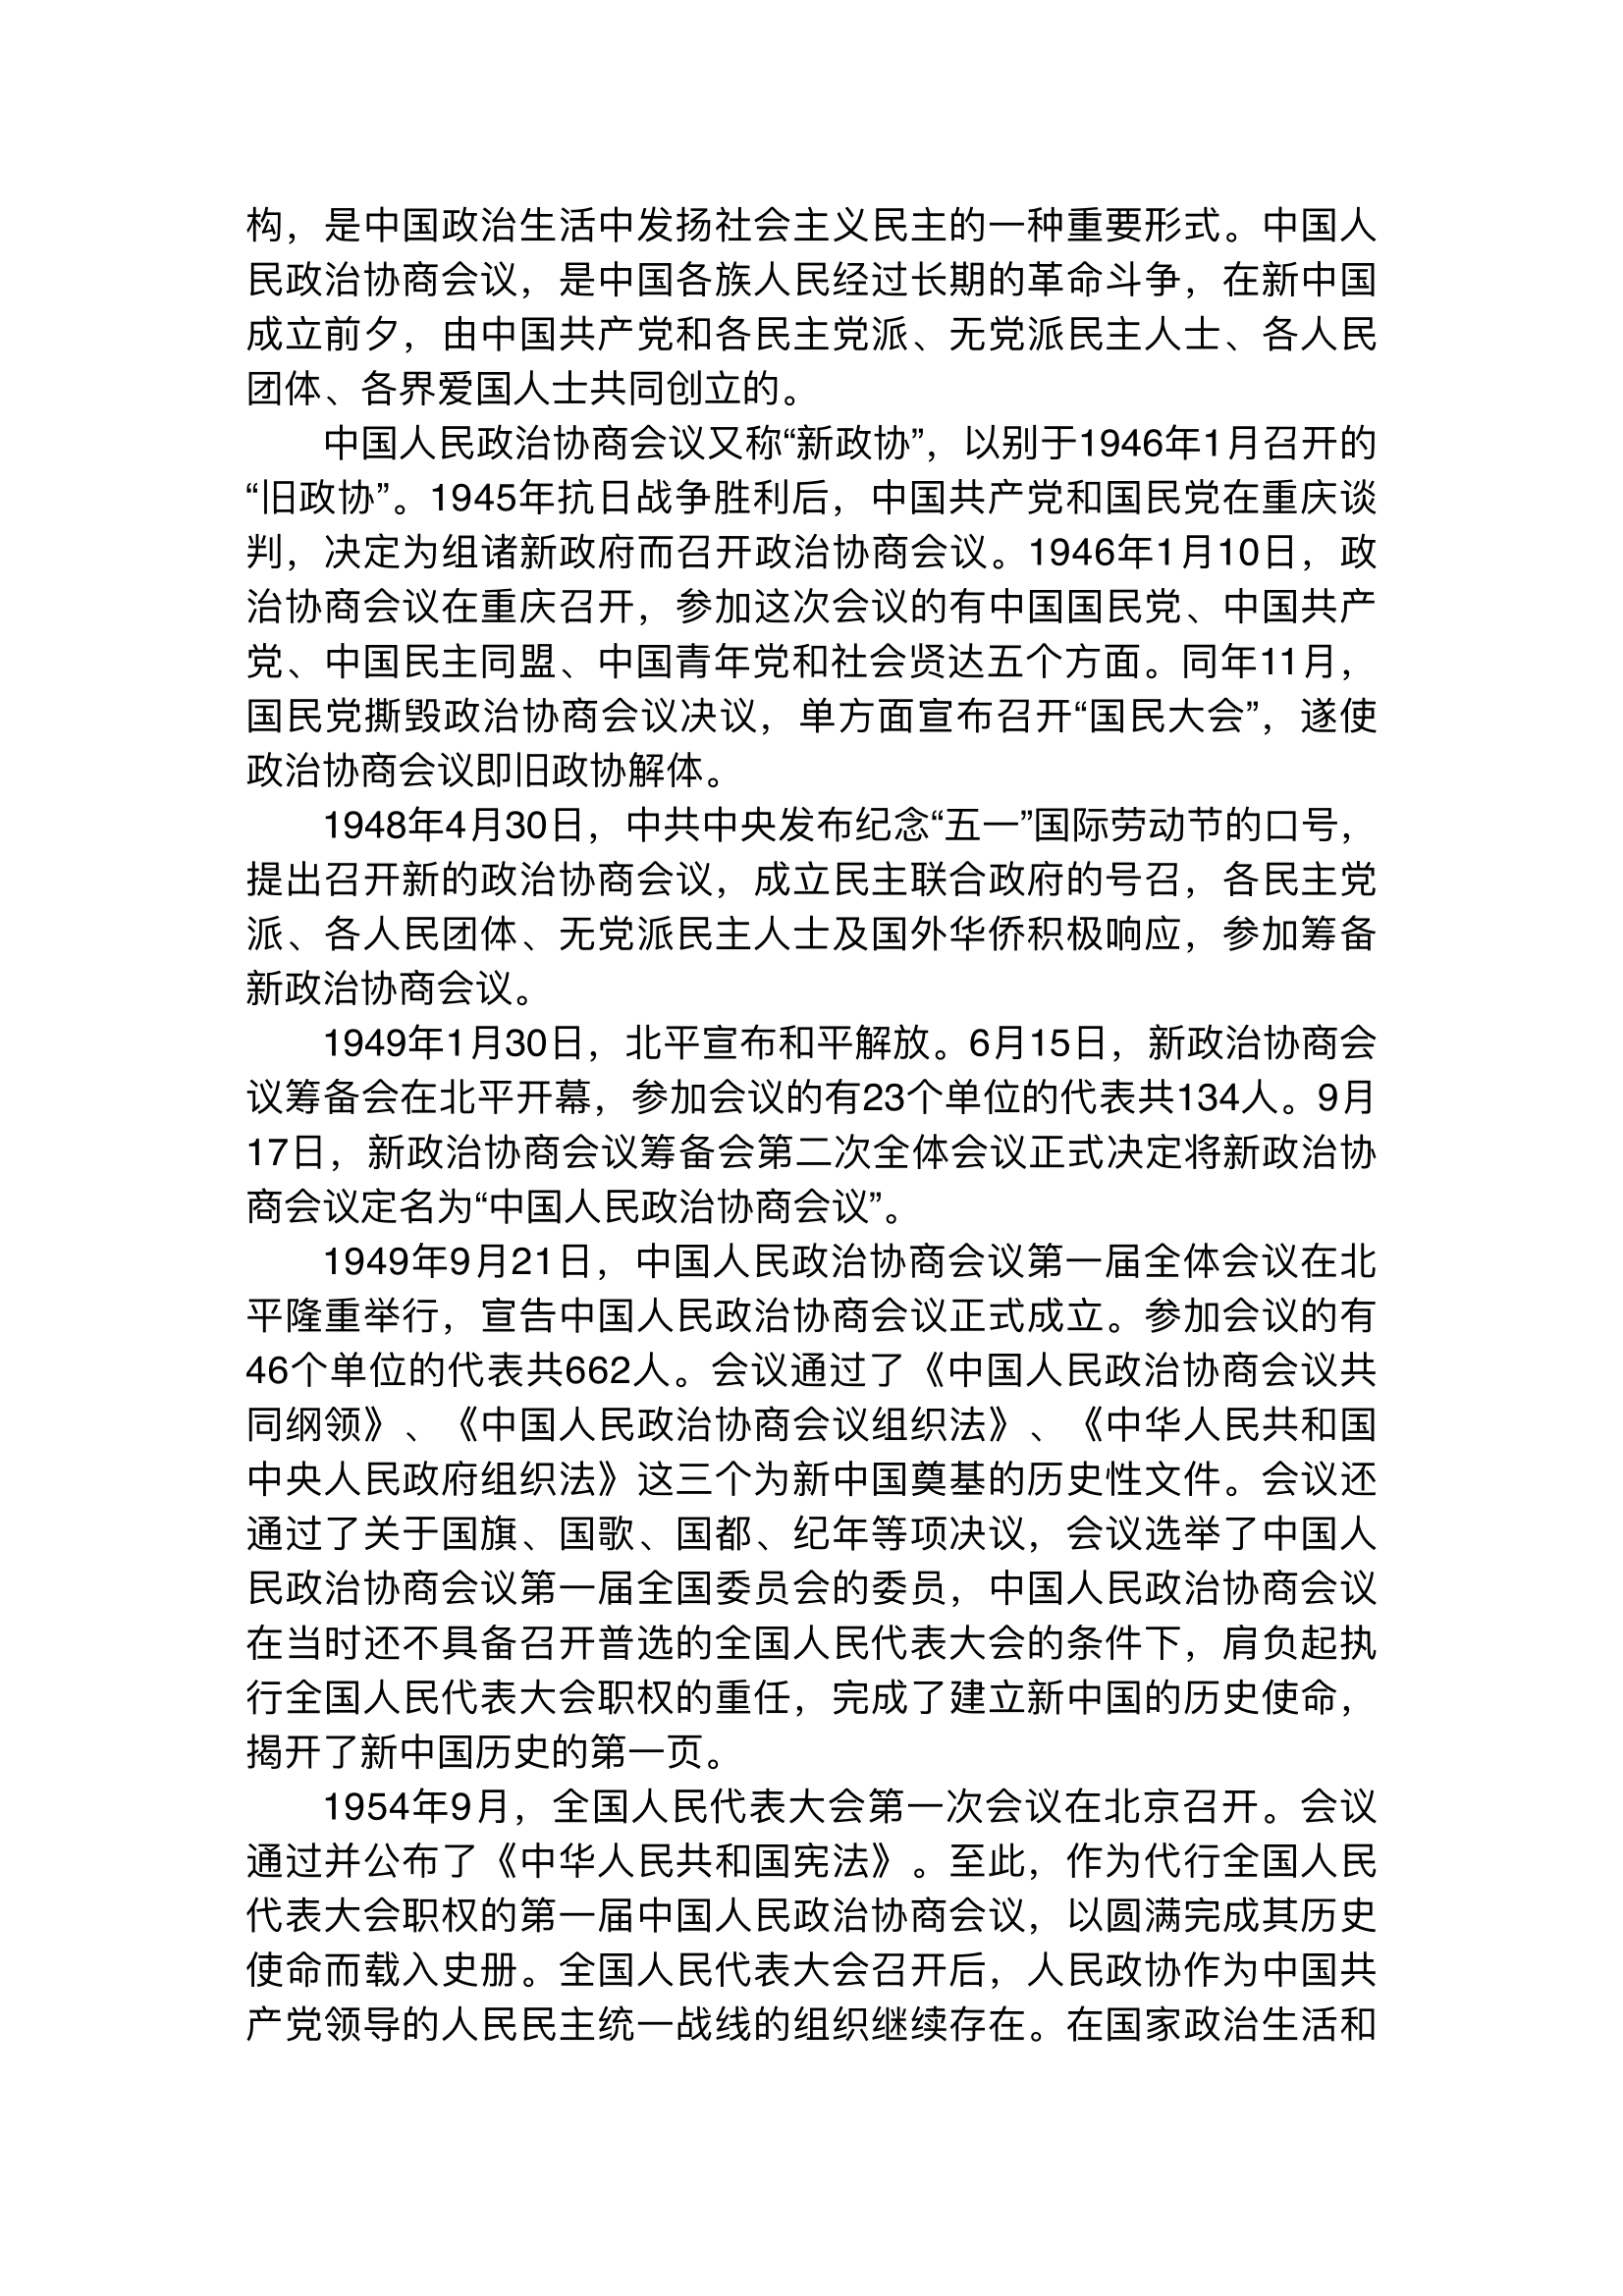 构，是中国政治生活中发扬社会主义民主的一种重要形式。中国人
民政治协商会议，是中国各族人民经过长期的革命斗争，在新中国
成立前夕，由中国共产党和各民主党派、无党派民主人士、各人民
团体、各界爱国人士共同创立的。
中国人民政治协商会议又称“新政协”，以别于1946年1月召开的
“旧政协”。1945年抗日战争胜利后，中国共产党和国民党在重庆谈
判，决定为组诸新政府而召开政治协商会议。1946年1月10日，政
治协商会议在重庆召开，参加这次会议的有中国国民党、中国共产
党、中国民主同盟、中国青年党和社会贤达五个方面。同年11月，
国民党撕毁政治协商会议决议，单方面宣布召开“国民大会”，遂使
政治协商会议即旧政协解体。
1948年4月30日，中共中央发布纪念“五一”国际劳动节的口号，
提出召开新的政治协商会议，成立民主联合政府的号召，各民主党
派、各人民团体、无党派民主人士及国外华侨积极响应，参加筹备
新政治协商会议。
1949年1月30日，北平宣布和平解放。6月15日，新政治协商会
议筹备会在北平开幕，参加会议的有23个单位的代表共134人。9月
17日，新政治协商会议筹备会第二次全体会议正式决定将新政治协
商会议定名为“中国人民政治协商会议”。
1949年9月21日，中国人民政治协商会议第一届全体会议在北
平隆重举行，宣告中国人民政治协商会议正式成立。参加会议的有
46个单位的代表共662人。会议通过了《中国人民政治协商会议共
同纲领》、《中国人民政治协商会议组织法》、《中华人民共和国
中央人民政府组织法》这三个为新中国奠基的历史性文件。会议还
通过了关于国旗、国歌、国都、纪年等项决议，会议选举了中国人
民政治协商会议第一届全国委员会的委员，中国人民政治协商会议
在当时还不具备召开普选的全国人民代表大会的条件下，肩负起执
行全国人民代表大会职权的重任，完成了建立新中国的历史使命，
揭开了新中国历史的第一页。
1954年9月，全国人民代表大会第一次会议在北京召开。会议
通过并公布了《中华人民共和国宪法》。至此，作为代行全国人民
代表大会职权的第一届中国人民政治协商会议，以圆满完成其历史
使命而载入史册。全国人民代表大会召开后，人民政协作为中国共
产党领导的人民民主统一战线的组织继续存在。在国家政治生活和